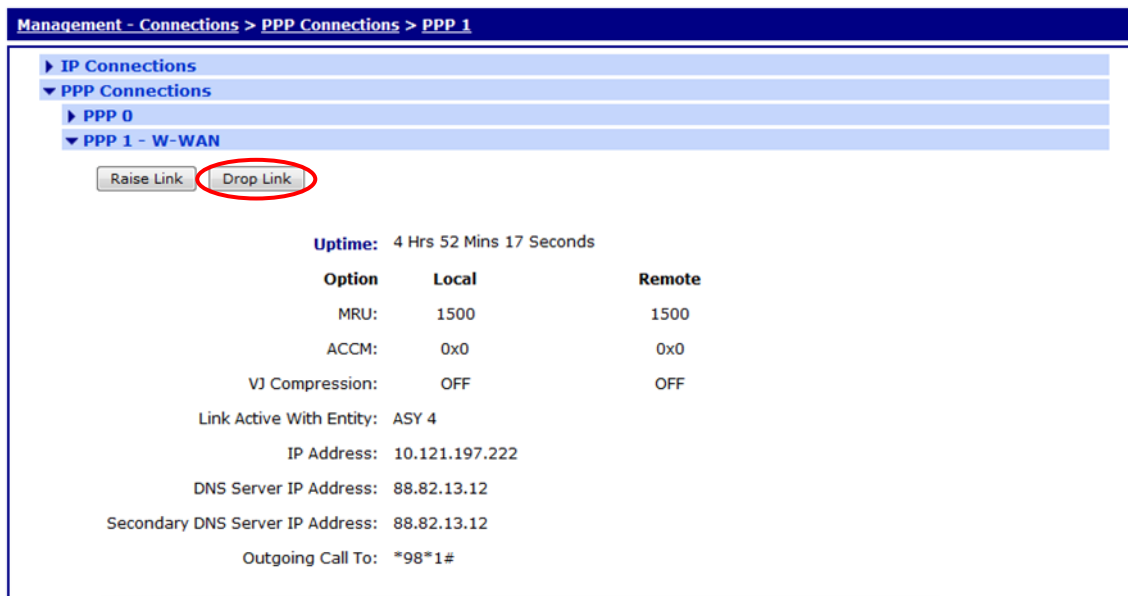 Management - Connections > PPP Connections > PPP 1
IP Connections
PPP Connections
PPP 0
PPP 1 - W-WAN
Raise Link Drop Link
Uptime: 4 Hrs 52 Mins 17 Seconds
Option Local Remote
MRU: 1500 1500
ACCM: 0x0 0x0
VJ Compression: OFF OFF
Link Active With Entity: ASY 4
IP Address: 10.121.197.222
DNS Server IP Address: 88.82.13.12
Secondary DNS Server IP Address: 88.82.13.12
Outgoing Call To: *98*1#